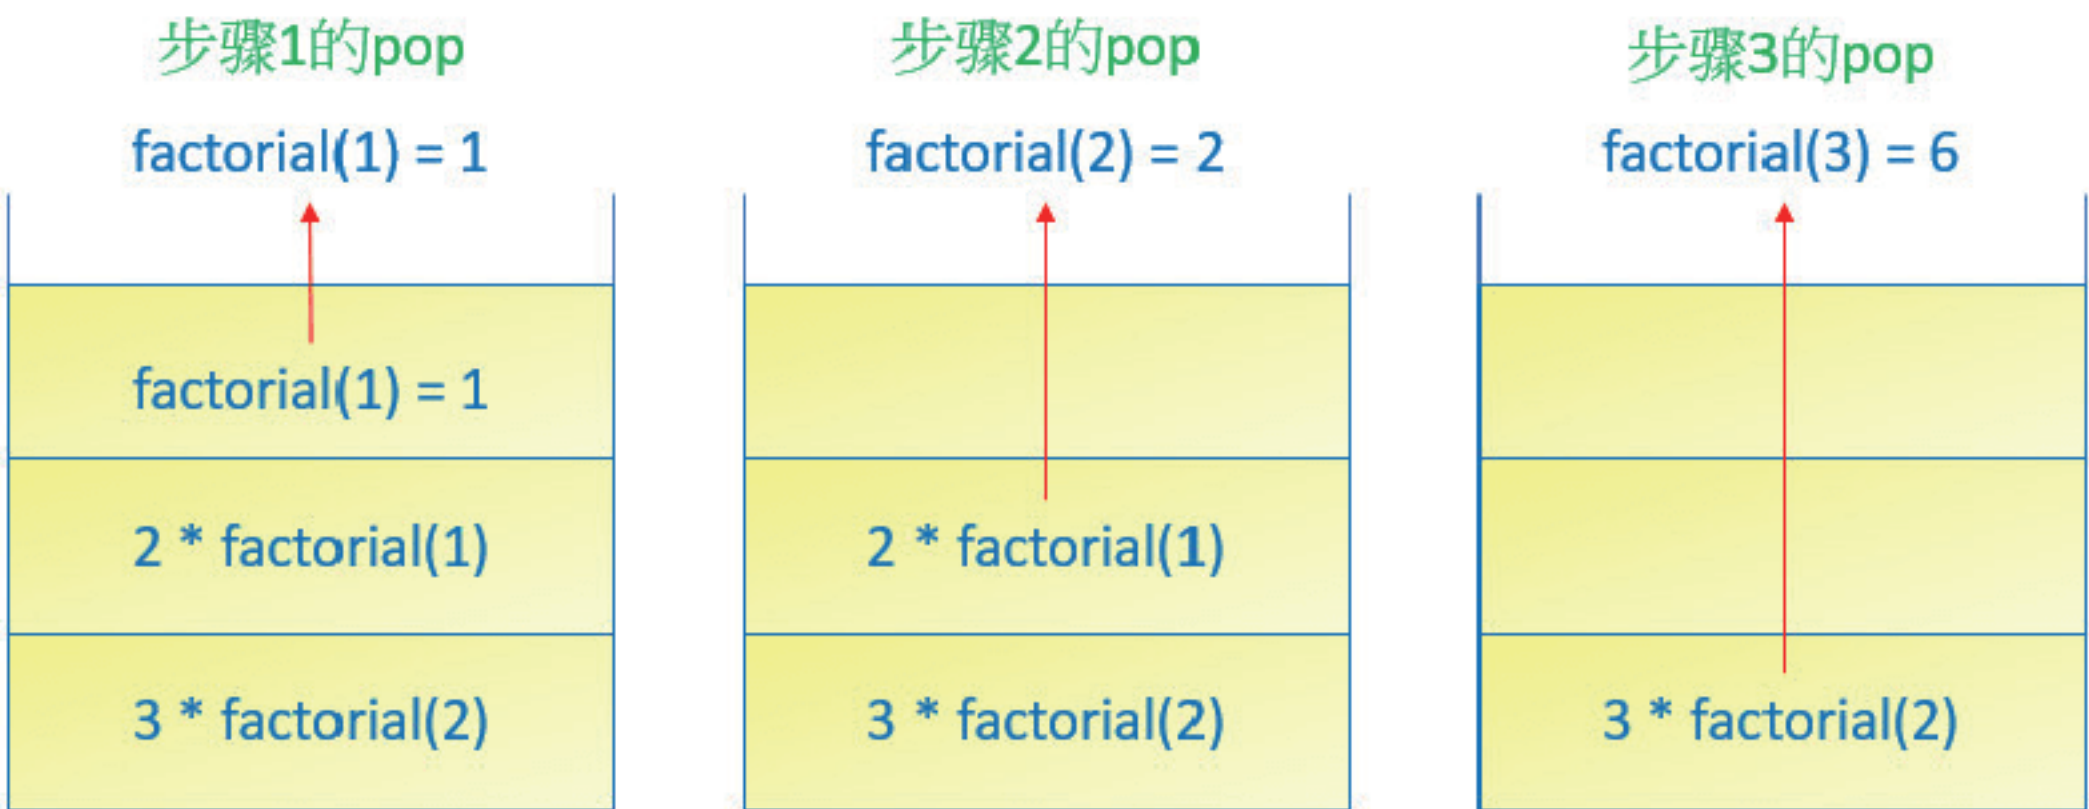 步骤1的pop
factorial(1) = 1
factorial(1) = 1
2 * factorial(1)
3 * factorial(2)
步骤2的pop
factorial(2) = 2
2 * factorial(1)
3 * factorial(2)
步骤3的pop
factorial(3) = 6
3 * factorial(2)